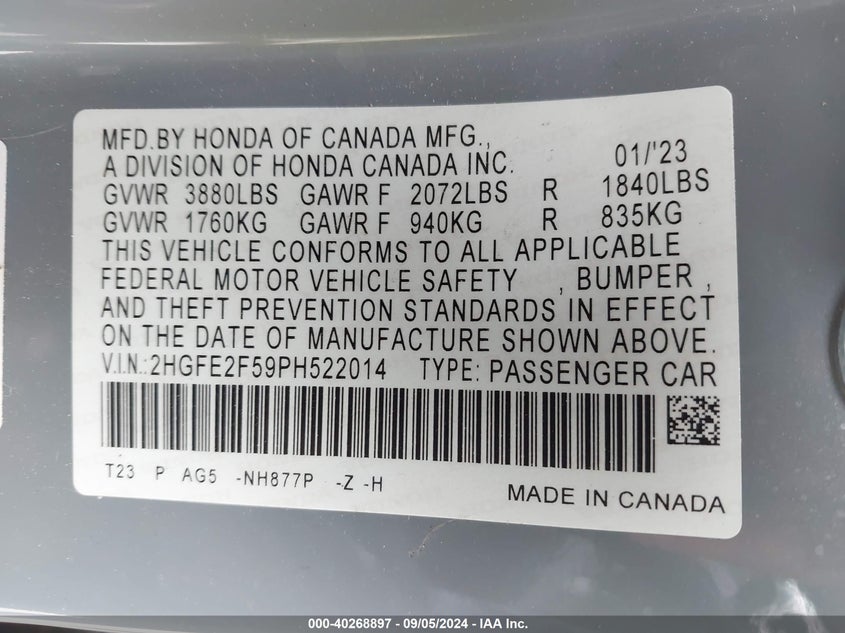 MFD.BY HONDA OF CANADA MFG.,
A DIVISION OF HONDA CANADA INC. 01/'23
GVWR 3880LBS GAWR F 2072LBS R 1840LBS
GVWR 1760KG GAWR F 940KG R 835KG
THIS VEHICLE CONFORMS TO ALL APPLICABLE
FEDERAL MOTOR VEHICLE SAFETY , BUMPER ,
AND THEFT PREVENTION STANDARDS IN EFFECT
ON THE DATE OF MANUFACTURE SHOWN ABOVE.
V.I.N.:2HGFE2F59PH522014 TYPE: PASSENGER CAR
T23 P AG5 -NH877P -Z -H
MADE IN CANADA
000-40268897 - 09/05/2024 - IAA Inc.